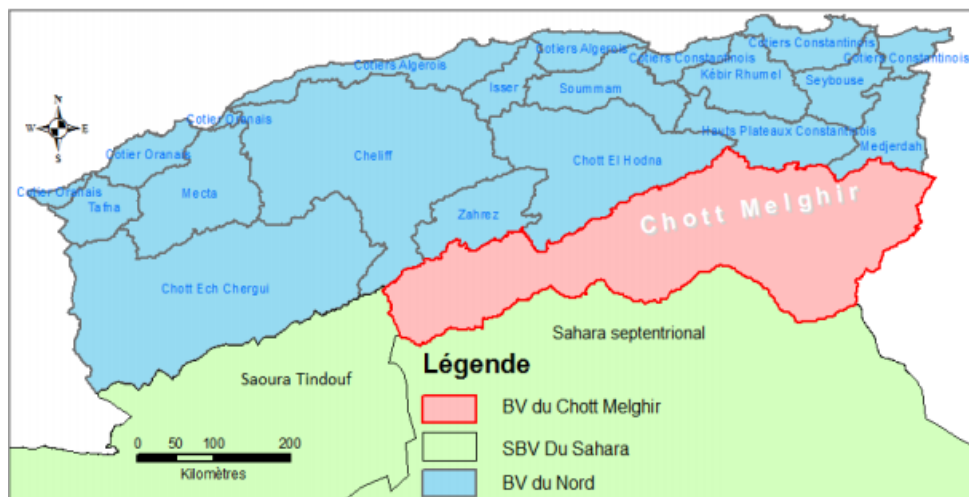 Cotiers Constantinois
Cotiers Algerois
Cotiers Constantinois
Cotiers Constantinois
Cotiers Algerois
Kébir Rhumel
Seybouse
Isser
Soummam
N
W E
S
Cotier Oranais
Hauts Plateaux Constantinois
Medjerdah
Cotier Oranais
Cheliff
Chott El Hodna
Cotier Oranais
Mecta
Tafna
Zahrez
Chott Melghir
Chott Ech Chergui
Sahara septentrional
Saoura Tindouf
Légende
BV du Chott Melghir
SBV Du Sahara
BV du Nord
0 50 100 200
Kilomètres